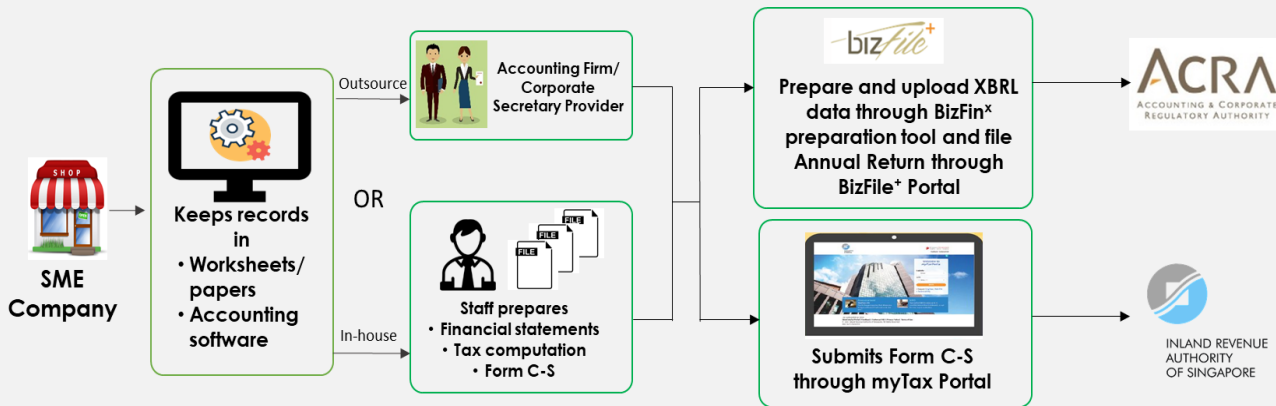 SHOP
SME
Company
Keeps records
in
• Worksheets/
papers
• Accounting
software
Outsource
OR
In-house
Accounting Firm/
Corporate
Secretary Provider
FILE
FILE
FILE
Staff prepares
• Financial statements
• Tax computation
• Form C-S
bizFile+
Prepare and upload XBRL
data through BizFinˣ
preparation tool and file
Annual Return through
BizFile⁺ Portal
Submits Form C-S
through myTax Portal
ACRA
ACCOUNTING & CORPORATE
REGULATORY AUTHORITY
INLAND REVENUE
AUTHORITY
OF SINGAPORE